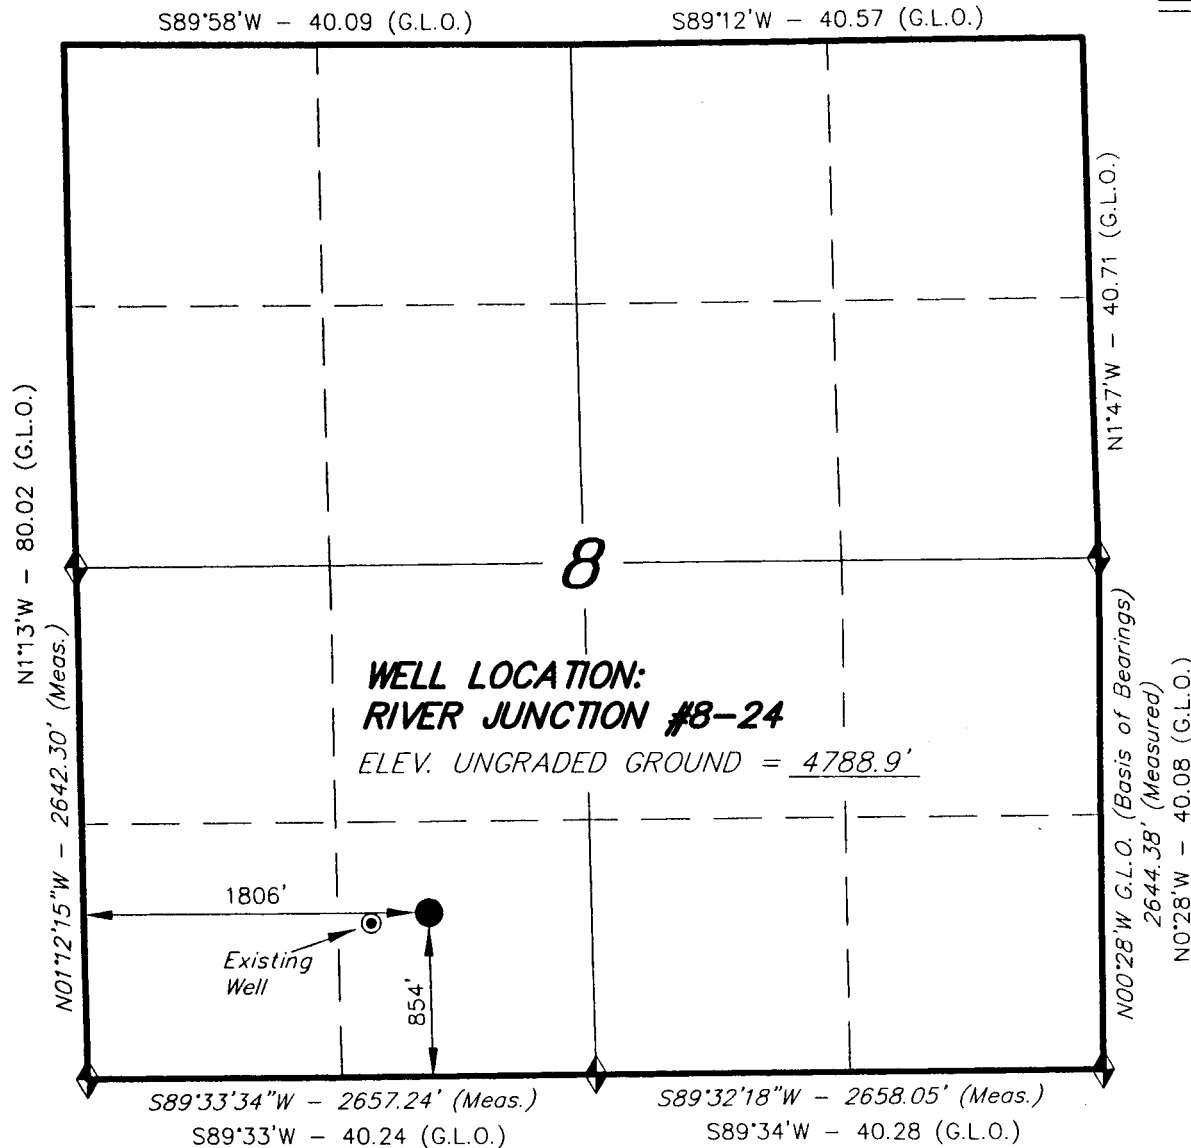 S89°58'W – 40.09 (G.L.O.)
S89°12'W – 40.57 (G.L.O.)
N1°47'W – 40.71 (G.L.O.)
N1°13'W – 80.02 (G.L.O.)
8
WELL LOCATION:
RIVER JUNCTION #8–24
ELEV. UNGRADED GROUND = 4788.9'
N01°12'15"W – 2642.30' (Meas.)
N00°28'W G.L.O. (Basis of Bearings)
2644.38' (Measured)
N0°28'W – 40.08 (G.L.O.)
1806'
Existing
Well
854'
S89°33'34"W – 2657.24' (Meas.)
S89°33'W – 40.24 (G.L.O.)
S89°32'18"W – 2658.05' (Meas.)
S89°34'W – 40.28 (G.L.O.)